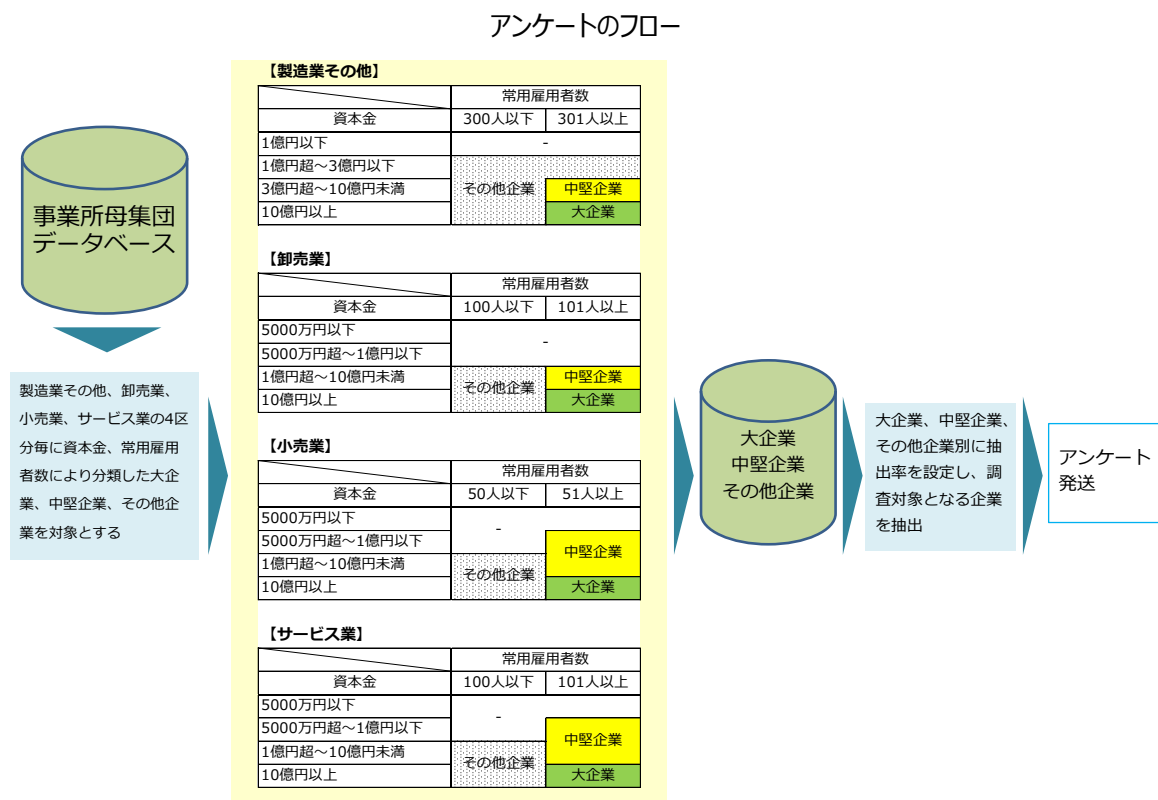 アンケートのフロー
事業所母集団
データベース
製造業その他、卸売業、
小売業、サービス業の4区
分毎に資本金、常用雇用
者数により分類した大企
業、中堅企業、その他企
業を対象とする
【製造業その他】
常用雇用者数
資本金 300人以下 301人以上
1億円以下 -
1億円超～3億円以下
3億円超～10億円未満 その他企業 中堅企業
10億円以上 大企業
【卸売業】
常用雇用者数
資本金 100人以下 101人以上
5000万円以下
-
5000万円超～1億円以下
1億円超～10億円未満 その他企業 中堅企業
10億円以上 大企業
【小売業】
常用雇用者数
資本金 50人以下 51人以上
5000万円以下
-
5000万円超～1億円以下
中堅企業
1億円超～10億円未満
その他企業
10億円以上 大企業
【サービス業】
常用雇用者数
資本金 100人以下 101人以上
5000万円以下
-
5000万円超～1億円以下
中堅企業
1億円超～10億円未満
その他企業
10億円以上 大企業
大企業
中堅企業
その他企業
大企業、中堅企業、
その他企業別に抽
出率を設定し、調
査対象となる企業
を抽出
アンケート
発送